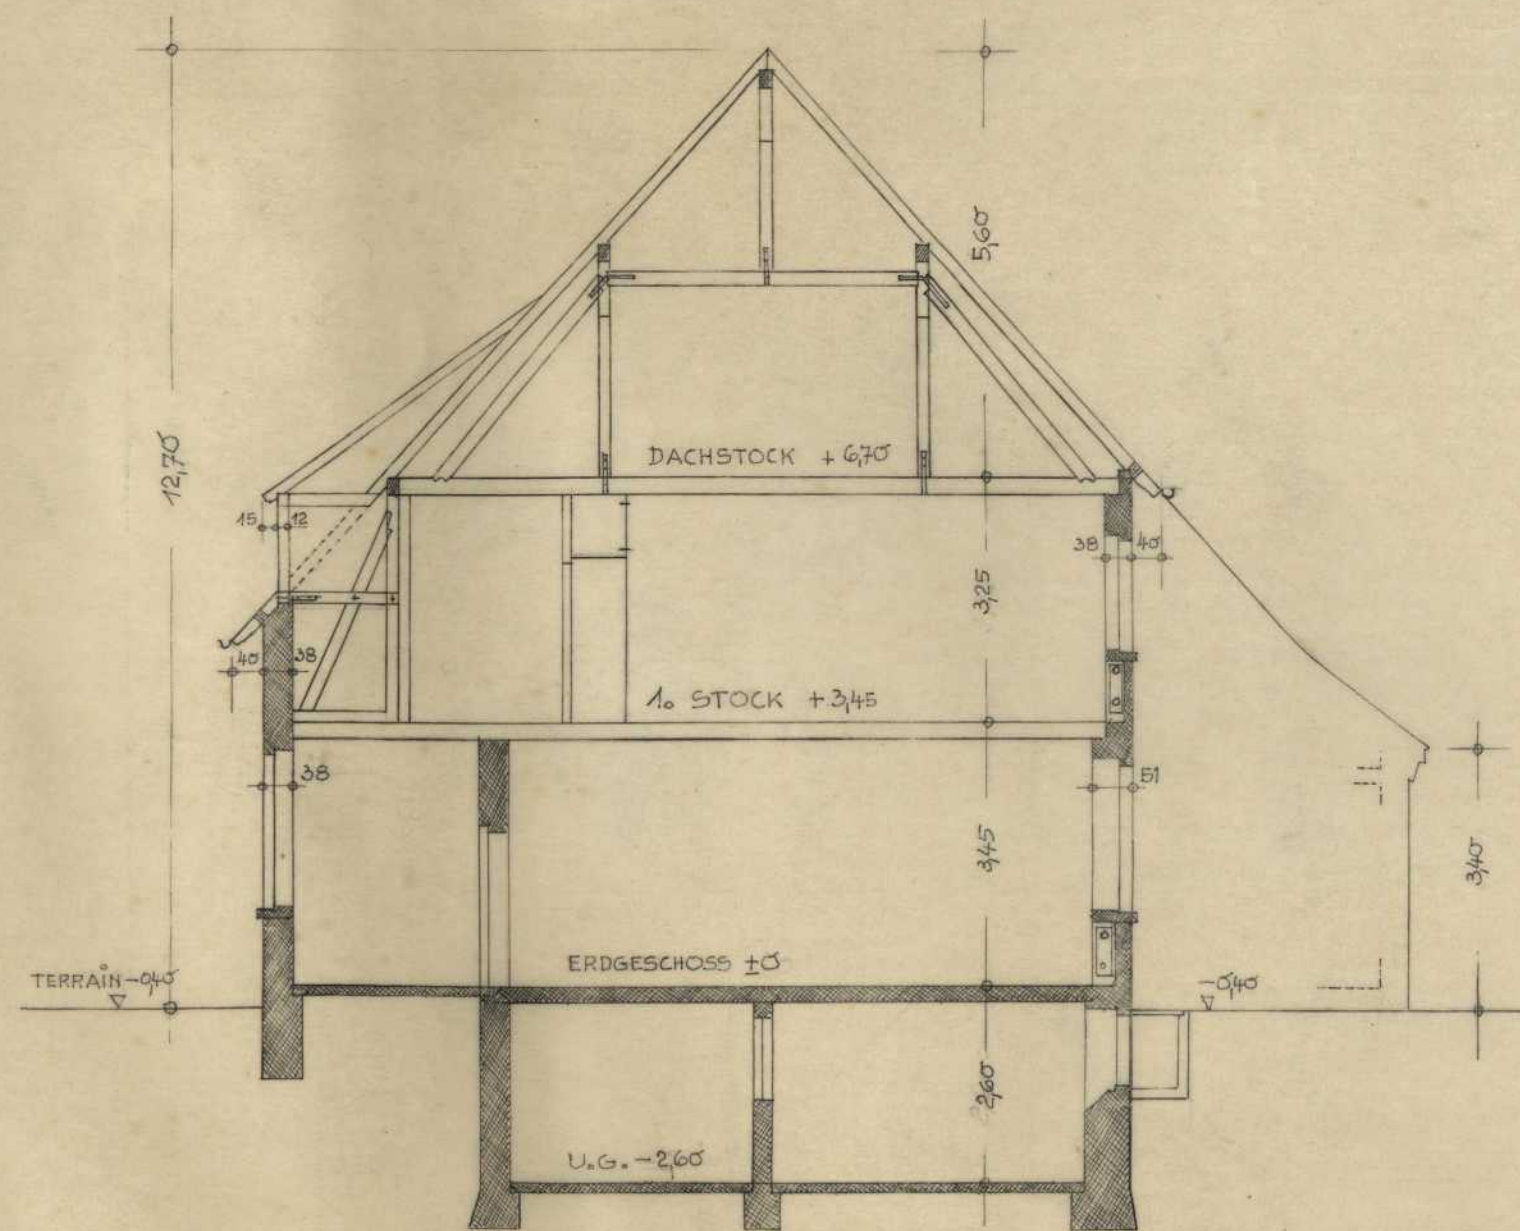 5,60
12,70
DACHSTOCK + 6,70
15 12
38 40
3,25
40 38
1. STOCK + 3,45
38
51
3,45
3,40
ERDGESCHOSS ±0
TERRAIN -0,40
-0,40
2,60
U.G. - 2,60